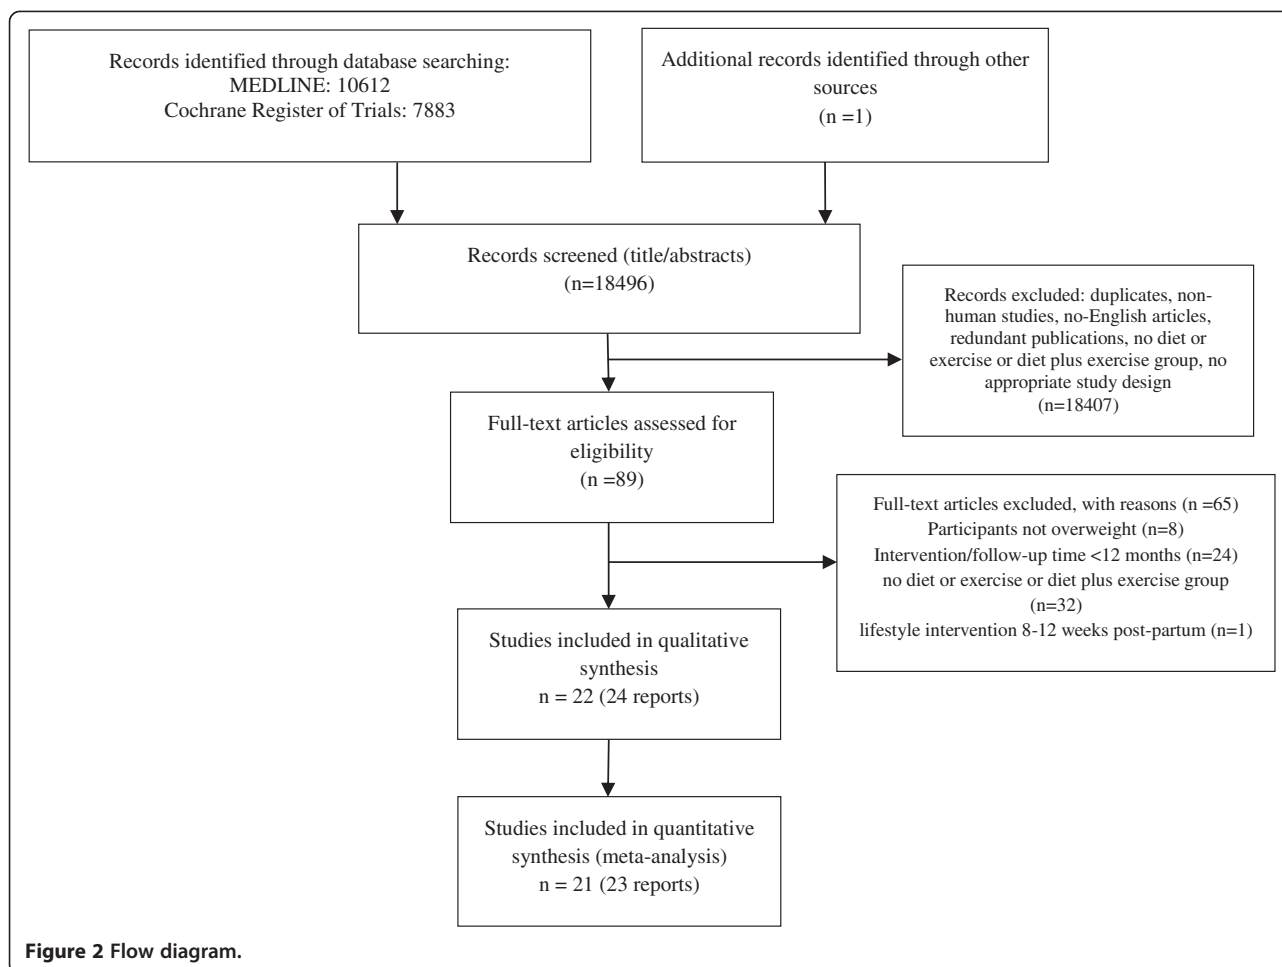 Records identified through database searching:
MEDLINE: 10612
Cochrane Register of Trials: 7883
Additional records identified through other
sources
(n =1)
Records screened (title/abstracts)
(n=18496)
Records excluded: duplicates, non-
human studies, no-English articles,
redundant publications, no diet or
exercise or diet plus exercise group, no
appropriate study design
(n=18407)
Full-text articles assessed for
eligibility
(n =89)
Full-text articles excluded, with reasons (n =65)
Participants not overweight (n=8)
Intervention/follow-up time <12 months (n=24)
no diet or exercise or diet plus exercise group
(n=32)
lifestyle intervention 8-12 weeks post-partum (n=1)
Studies included in qualitative
synthesis
n = 22 (24 reports)
Studies included in quantitative
synthesis (meta-analysis)
n = 21 (23 reports)
Figure 2 Flow diagram.